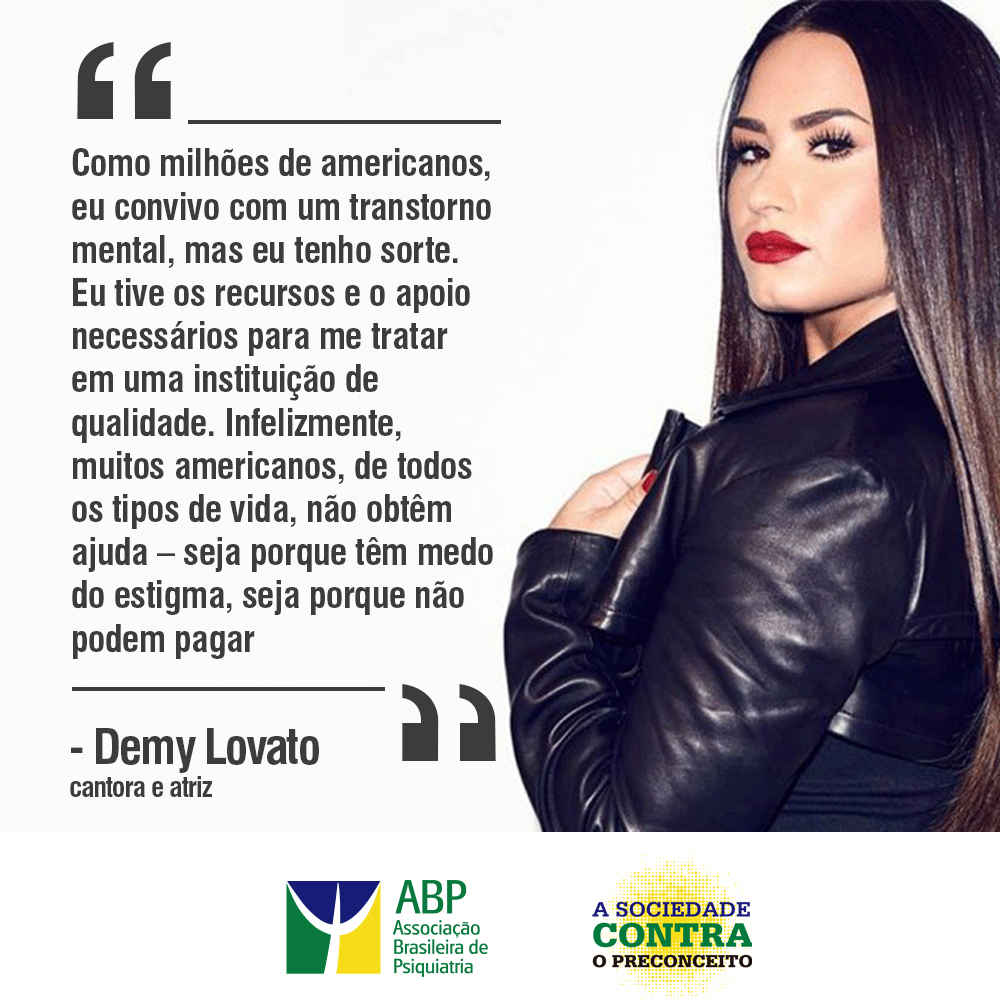 Como milhões de americanos,
eu convivo com um transtorno
mental, mas eu tenho sorte.
Eu tive os recursos e o apoio
necessários para me tratar
em uma instituição de
qualidade. Infelizmente,
muitos americanos, de todos
os tipos de vida, não obtêm
ajuda – seja porque têm medo
do estigma, seja porque não
podem pagar
- Demy Lovato
cantora e atriz
ABP
Associação
Brasileira de
Psiquiatria
A SOCIEDADE
CONTRA
O PRECONCEITO